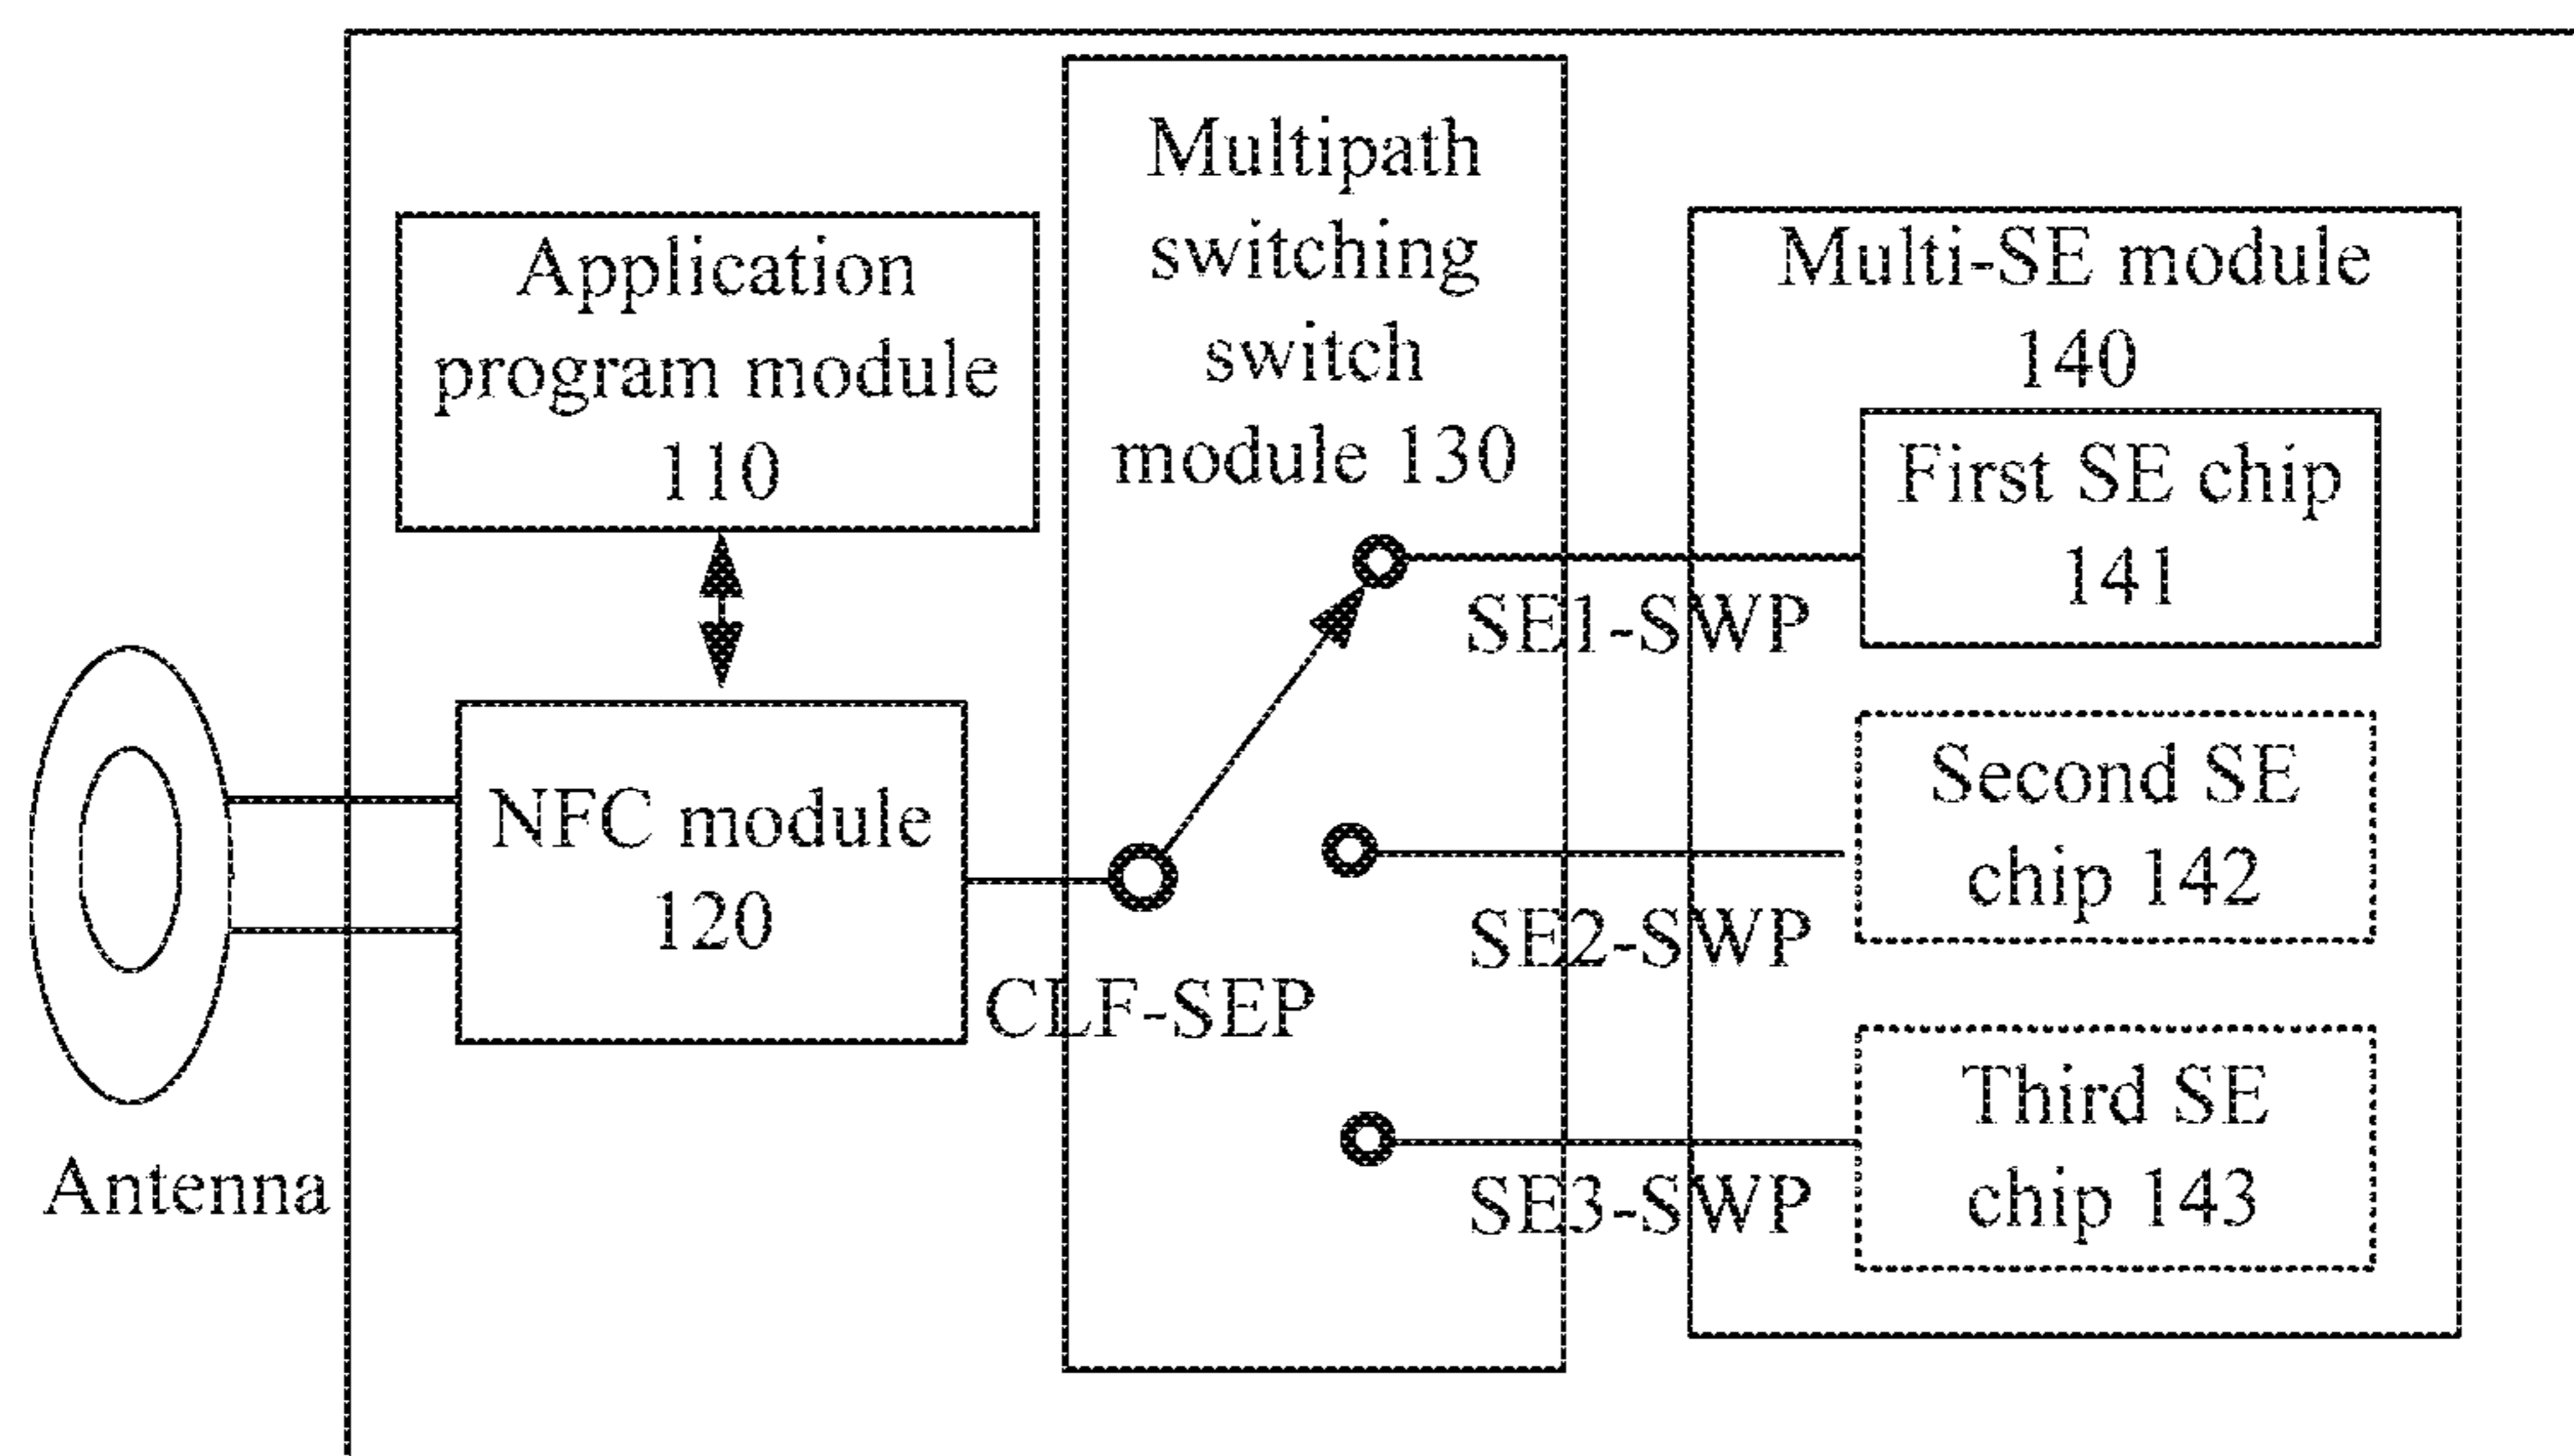 Application
program module
110
NFC module
120
Antenna
CLF-SEP
Multipath
switching
switch
module 130
SE1-SWP
SE2-SWP
SE3-SWP
Multi-SE module
140
First SE chip
141
Second SE
chip 142
Third SE
chip 143